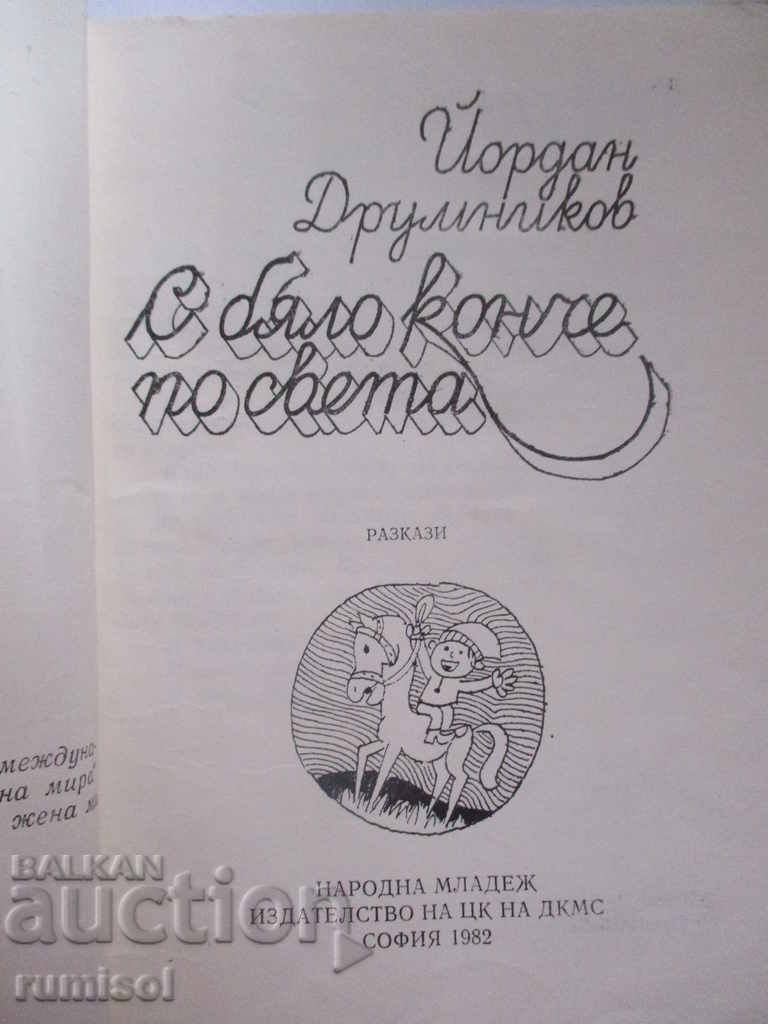 Йордан
Друмников
С бяло конче
по света
РАЗКАЗИ
междуна-
на мира
жена ми
НАРОДНА МЛАДЕЖ
ИЗДАТЕЛСТВО НА ЦК НА ДКМС
СОФИЯ 1982
BALKAN
auction
rumisol